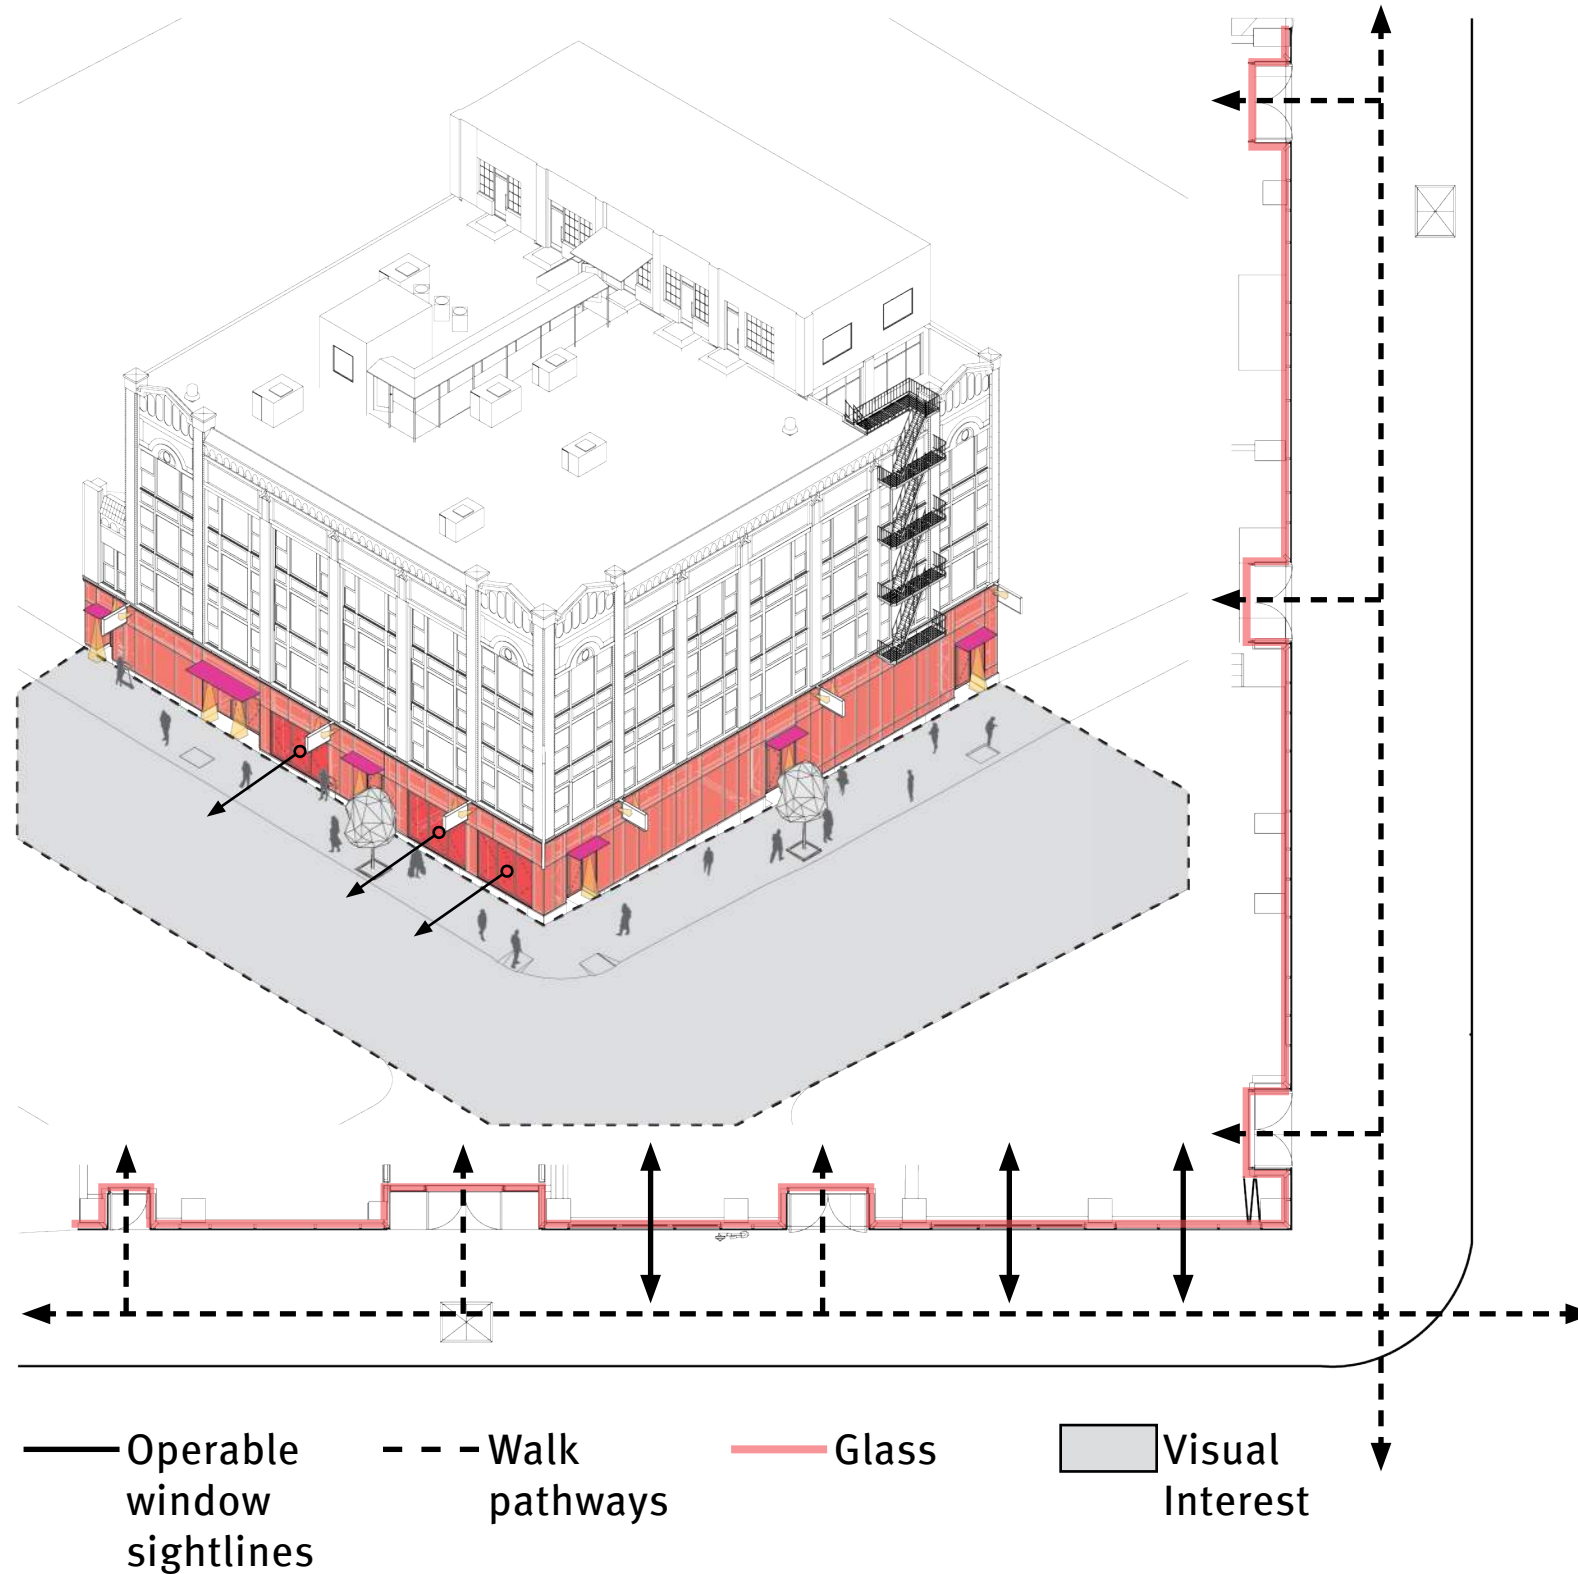 Operable
window
sightlines
Walk
pathways
Glass
Visual
Interest